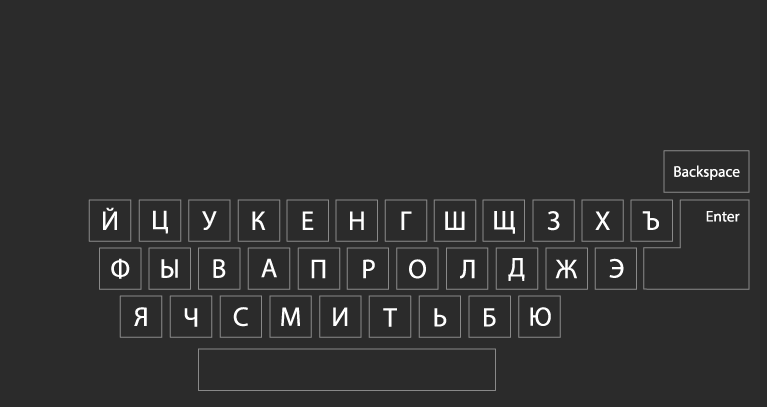 Backspace
Й Ц У К Е Н Г Ш Щ З Х Ъ Enter
Ф Ы В А П Р О Л Д Ж Э
Я Ч С М И Т Ь Б Ю